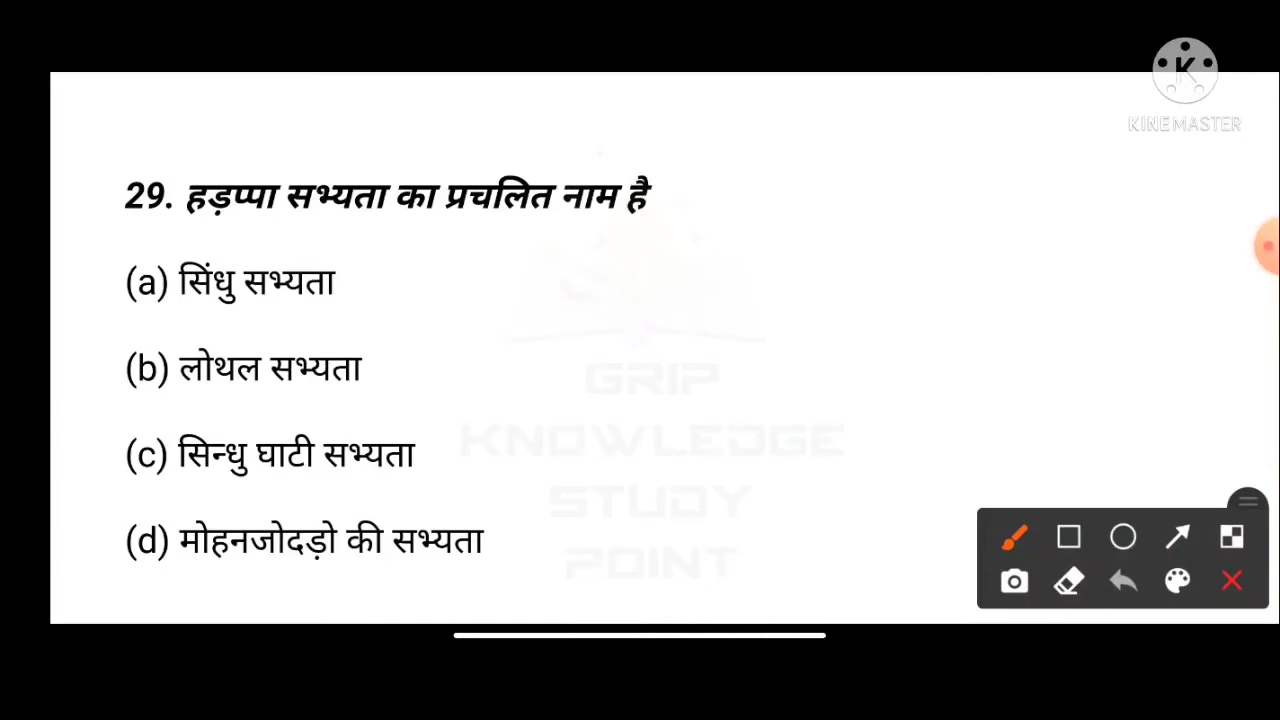 KINEMASTER
29. हड़प्पा सभ्यता का प्रचलित नाम है
(a) सिंधु सभ्यता
(b) लोथल सभ्यता
(c) सिन्धु घाटी सभ्यता
(d) मोहनजोदड़ो की सभ्यता
GRIP
KNOWLEDGE
STUDY
POINT